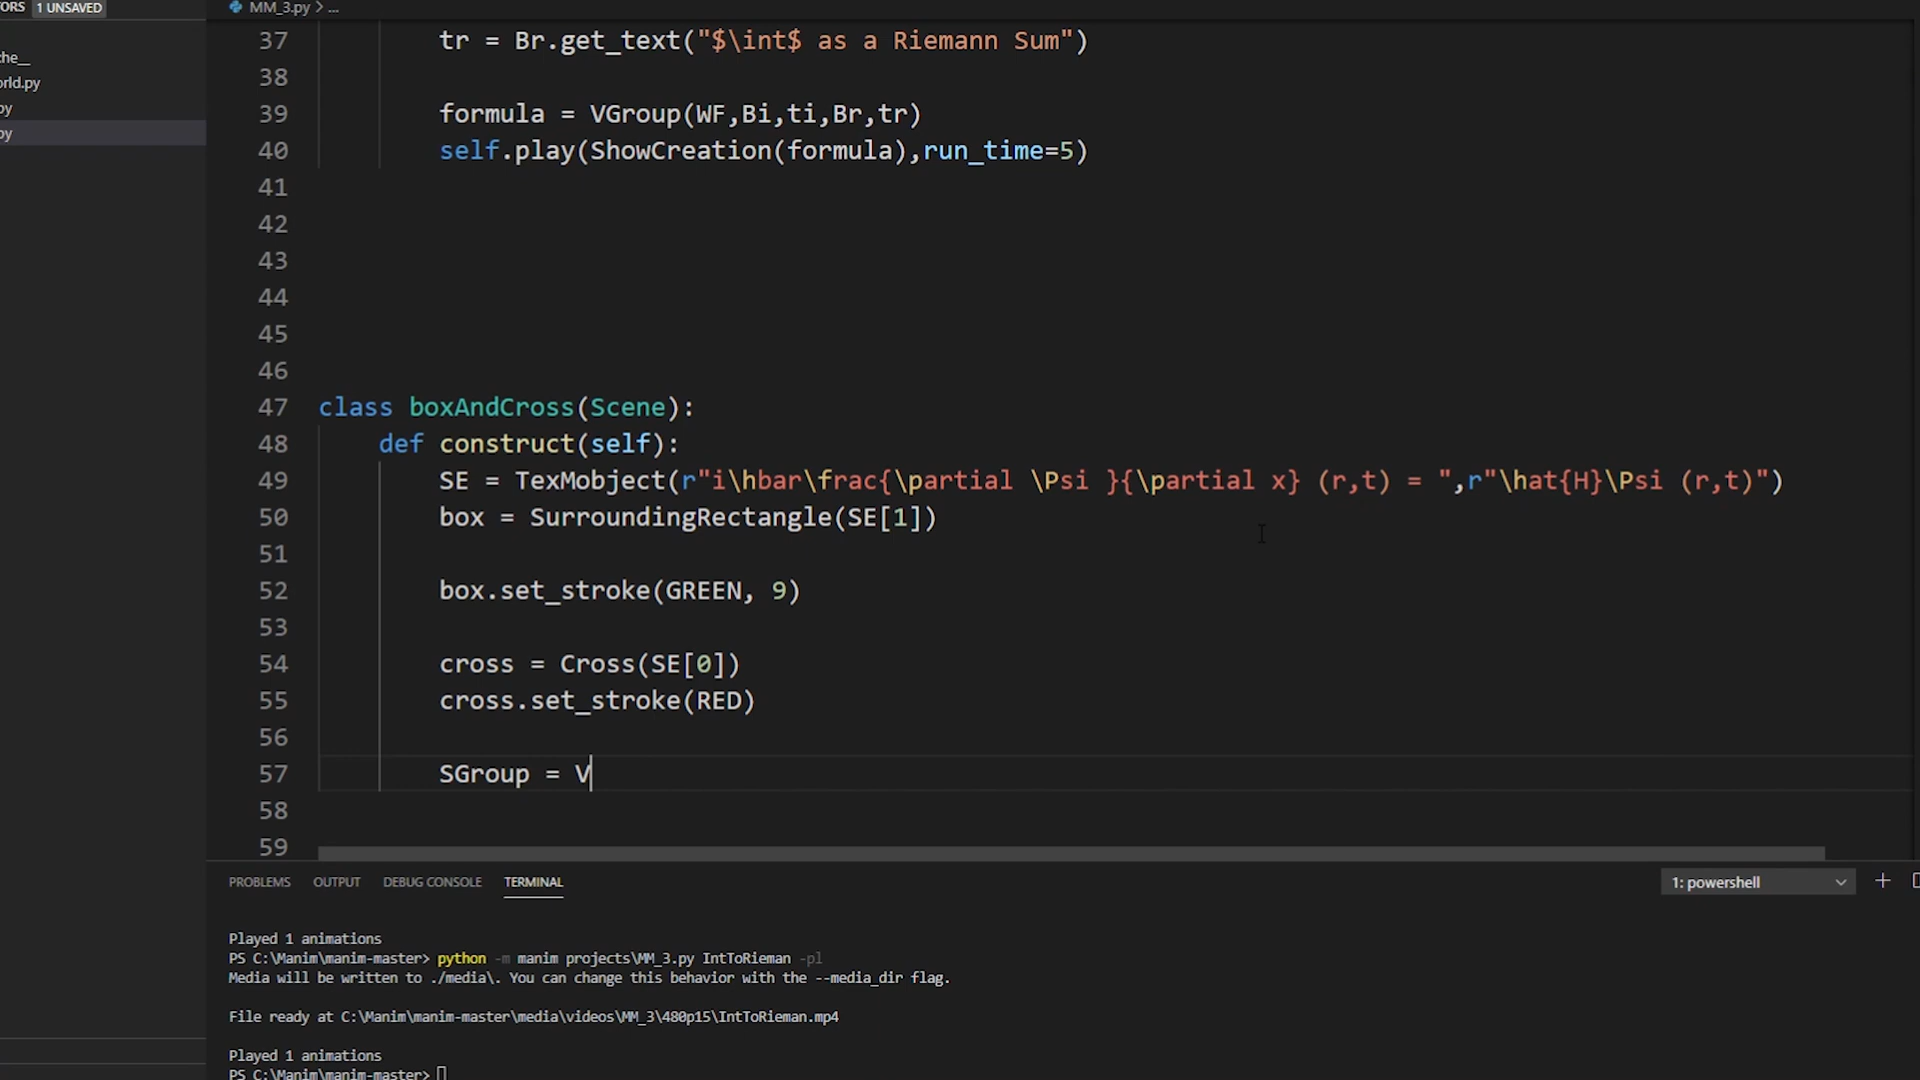 ORS 1 UNSAVED
MM_3.py > ...
che__
orld.py
py
py
37 tr = Br.get_text("$\int$ as a Riemann Sum")
38
39 formula = VGroup(WF,Bi,ti,Br,tr)
40 self.play(ShowCreation(formula),run_time=5)
41
42
43
44
45
46
47 class boxAndCross(Scene):
48 def construct(self):
49 SE = TexMobject(r"i\hbar\frac{\partial \Psi }{\partial x} (r,t) = ",r"\hat{H}\Psi (r,t)")
50 box = SurroundingRectangle(SE[1])
51
52 box.set_stroke(GREEN, 9)
53
54 cross = Cross(SE[0])
55 cross.set_stroke(RED)
56
57 SGroup = V
58
59
PROBLEMS OUTPUT DEBUG CONSOLE TERMINAL 1: powershell
Played 1 animations
PS C:\Manim\manim-master> python -m manim projects\MM_3.py IntToRieman -pl
Media will be written to ./media\. You can change this behavior with the --media_dir flag.
File ready at C:\Manim\manim-master\media\videos\MM_3\480p15\IntToRieman.mp4
Played 1 animations
PS C:\Manim\manim-master>